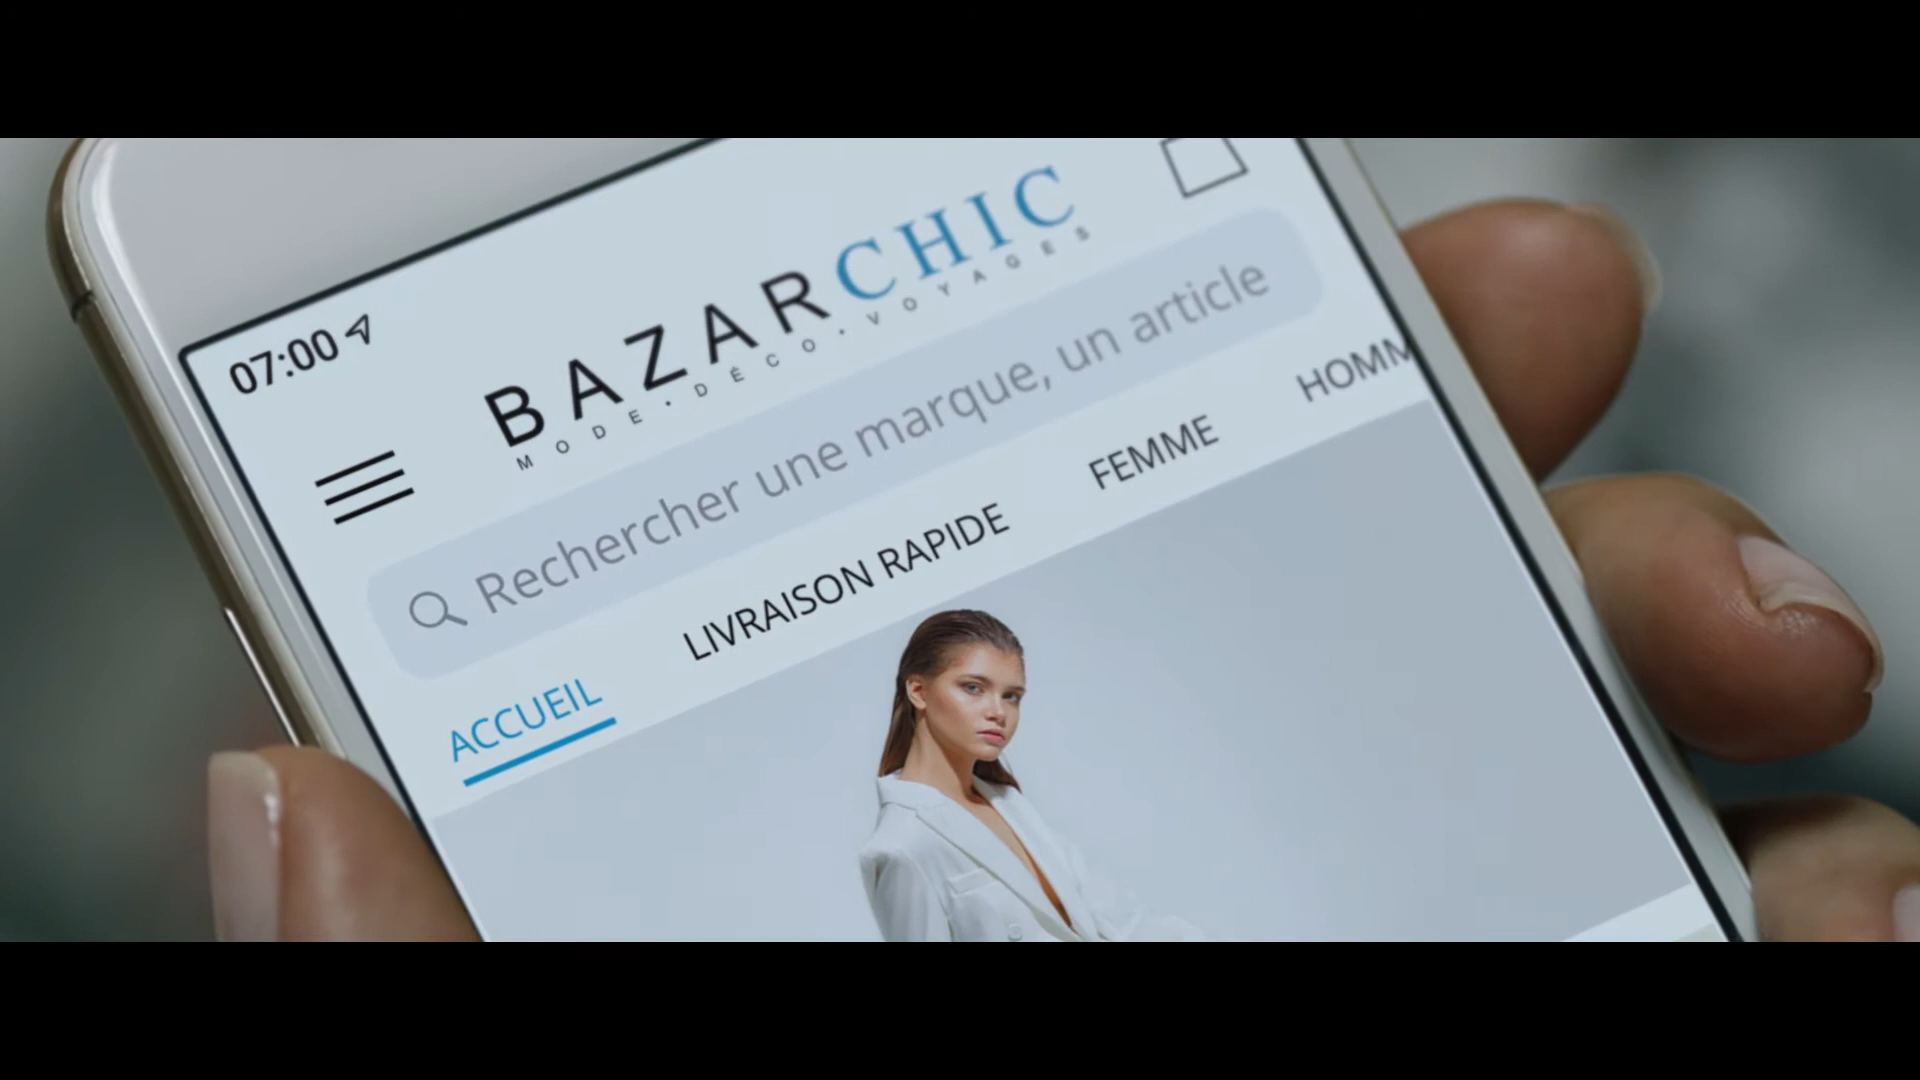 07:00
BAZARCHIC
MODE • DÉCO • VOYAGES
Rechercher une marque, un article
ACCUEIL LIVRAISON RAPIDE FEMME HOMM